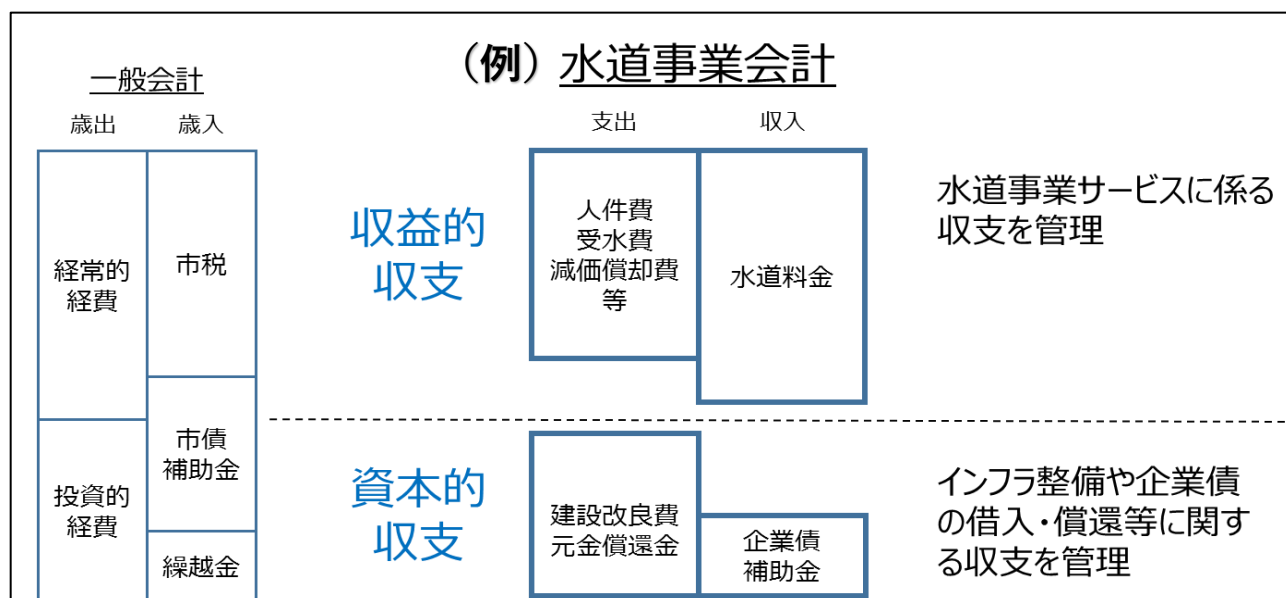 (例) 水道事業会計
一般会計
歳出
歳入
経常的
経費
市税
市債
補助金
投資的
経費
繰越金
支出
収入
収益的
収支
人件費
受水費
減価償却費
等
水道料金
水道事業サービスに係る
収支を管理
資本的
収支
建設改良費
元金償還金
企業債
補助金
インフラ整備や企業債
の借入・償還等に関す
る収支を管理